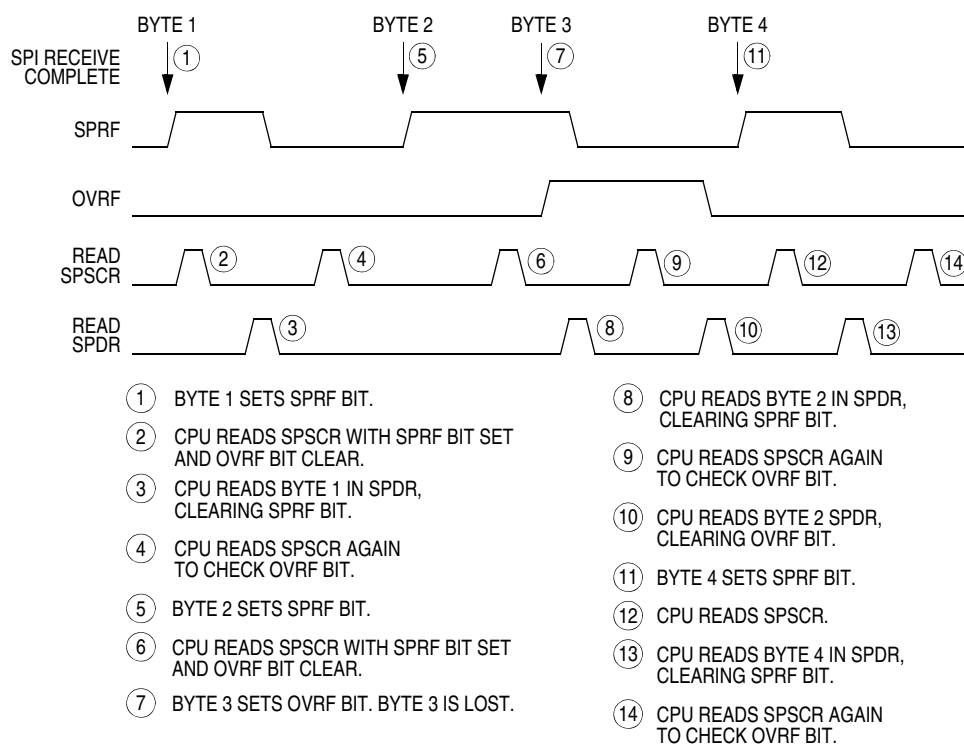 BYTE 1 BYTE 2 BYTE 3 BYTE 4
SPI RECEIVE
COMPLETE
1 5 7 11
SPRF
OVRF
READ
SPSCR
2 4 6 9 12 14
READ
SPDR
3 8 10 13
1 BYTE 1 SETS SPRF BIT.
2 CPU READS SPSCR WITH SPRF BIT SET
AND OVRF BIT CLEAR.
3 CPU READS BYTE 1 IN SPDR,
CLEARING SPRF BIT.
4 CPU READS SPSCR AGAIN
TO CHECK OVRF BIT.
5 BYTE 2 SETS SPRF BIT.
6 CPU READS SPSCR WITH SPRF BIT SET
AND OVRF BIT CLEAR.
7 BYTE 3 SETS OVRF BIT. BYTE 3 IS LOST.
8 CPU READS BYTE 2 IN SPDR,
CLEARING SPRF BIT.
9 CPU READS SPSCR AGAIN
TO CHECK OVRF BIT.
10 CPU READS BYTE 2 SPDR,
CLEARING OVRF BIT.
11 BYTE 4 SETS SPRF BIT.
12 CPU READS SPSCR.
13 CPU READS BYTE 4 IN SPDR,
CLEARING SPRF BIT.
14 CPU READS SPSCR AGAIN
TO CHECK OVRF BIT.